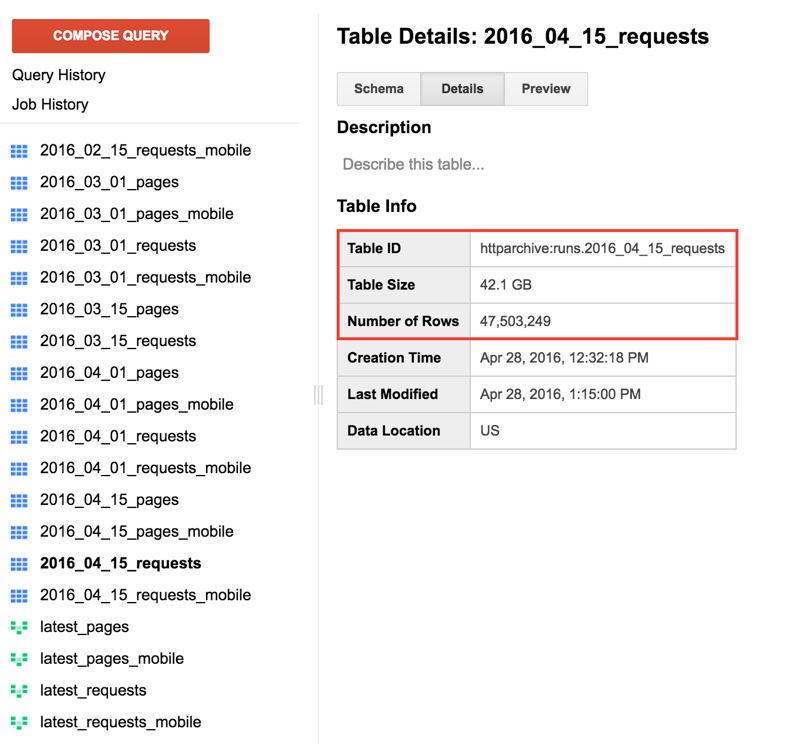 COMPOSE QUERY
Query History
Job History
2016_02_15_requests_mobile
2016_03_01_pages
2016_03_01_pages_mobile
2016_03_01_requests
2016_03_01_requests_mobile
2016_03_15_pages
2016_03_15_requests
2016_04_01_pages
2016_04_01_pages_mobile
2016_04_01_requests
2016_04_01_requests_mobile
2016_04_15_pages
2016_04_15_pages_mobile
2016_04_15_requests
2016_04_15_requests_mobile
latest_pages
latest_pages_mobile
latest_requests
latest_requests_mobile
Table Details: 2016_04_15_requests
Schema Details Preview
Description
Describe this table...
Table Info
Table ID httparchive:runs.2016_04_15_requests
Table Size 42.1 GB
Number of Rows 47,503,249
Creation Time Apr 28, 2016, 12:32:18 PM
Last Modified Apr 28, 2016, 1:15:00 PM
Data Location US